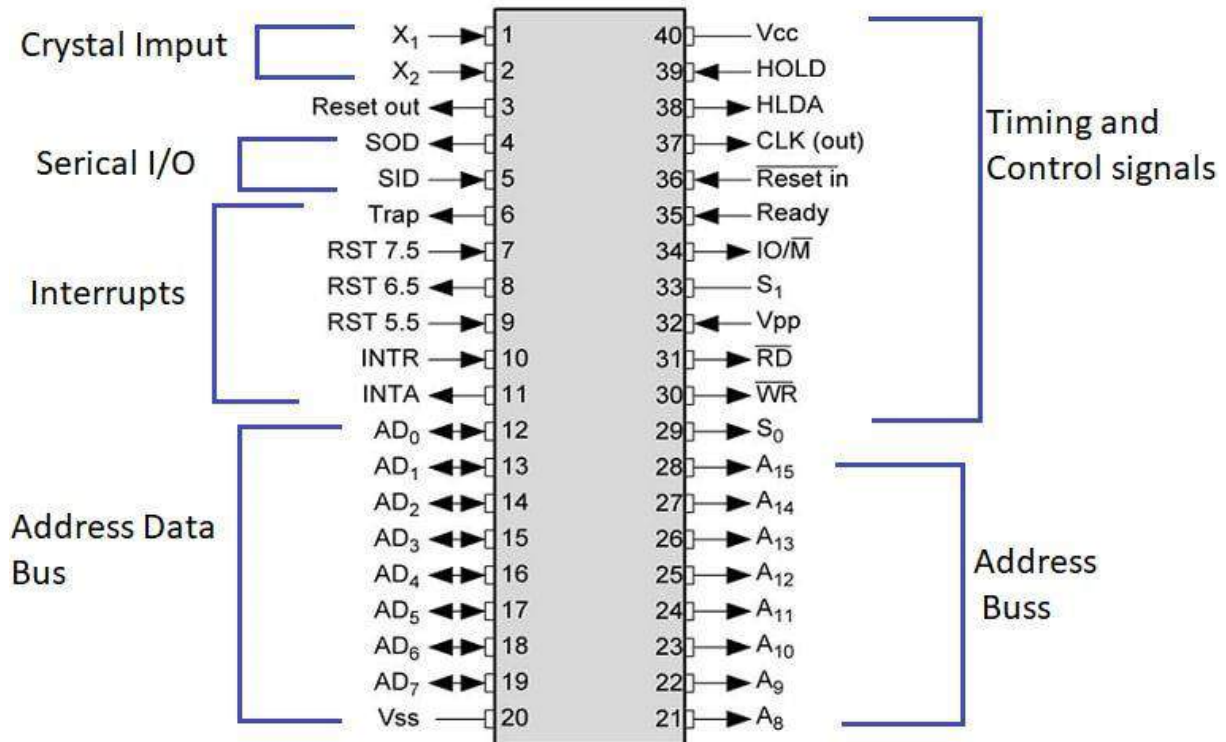 Crystal Imput
Serical I/O
Interrupts
Address Data
Bus
X₁ 1
X₂ 2
Reset out 3
SOD 4
SID 5
Trap 6
RST 7.5 7
RST 6.5 8
RST 5.5 9
INTR 10
INTA 11
AD₀ 12
AD₁ 13
AD₂ 14
AD₃ 15
AD₄ 16
AD₅ 17
AD₆ 18
AD₇ 19
Vss 20
40 Vcc
39 HOLD
38 HLDA
37 CLK (out)
36 R̅e̅s̅e̅t̅ i̅n̅
35 Ready
34 IO/M̅
33 S₁
32 Vpp
31 R̅D̅
30 W̅R̅
29 S₀
28 A₁₅
27 A₁₄
26 A₁₃
25 A₁₂
24 A₁₁
23 A₁₀
22 A₉
21 A₈
Timing and
Control signals
Address
Buss